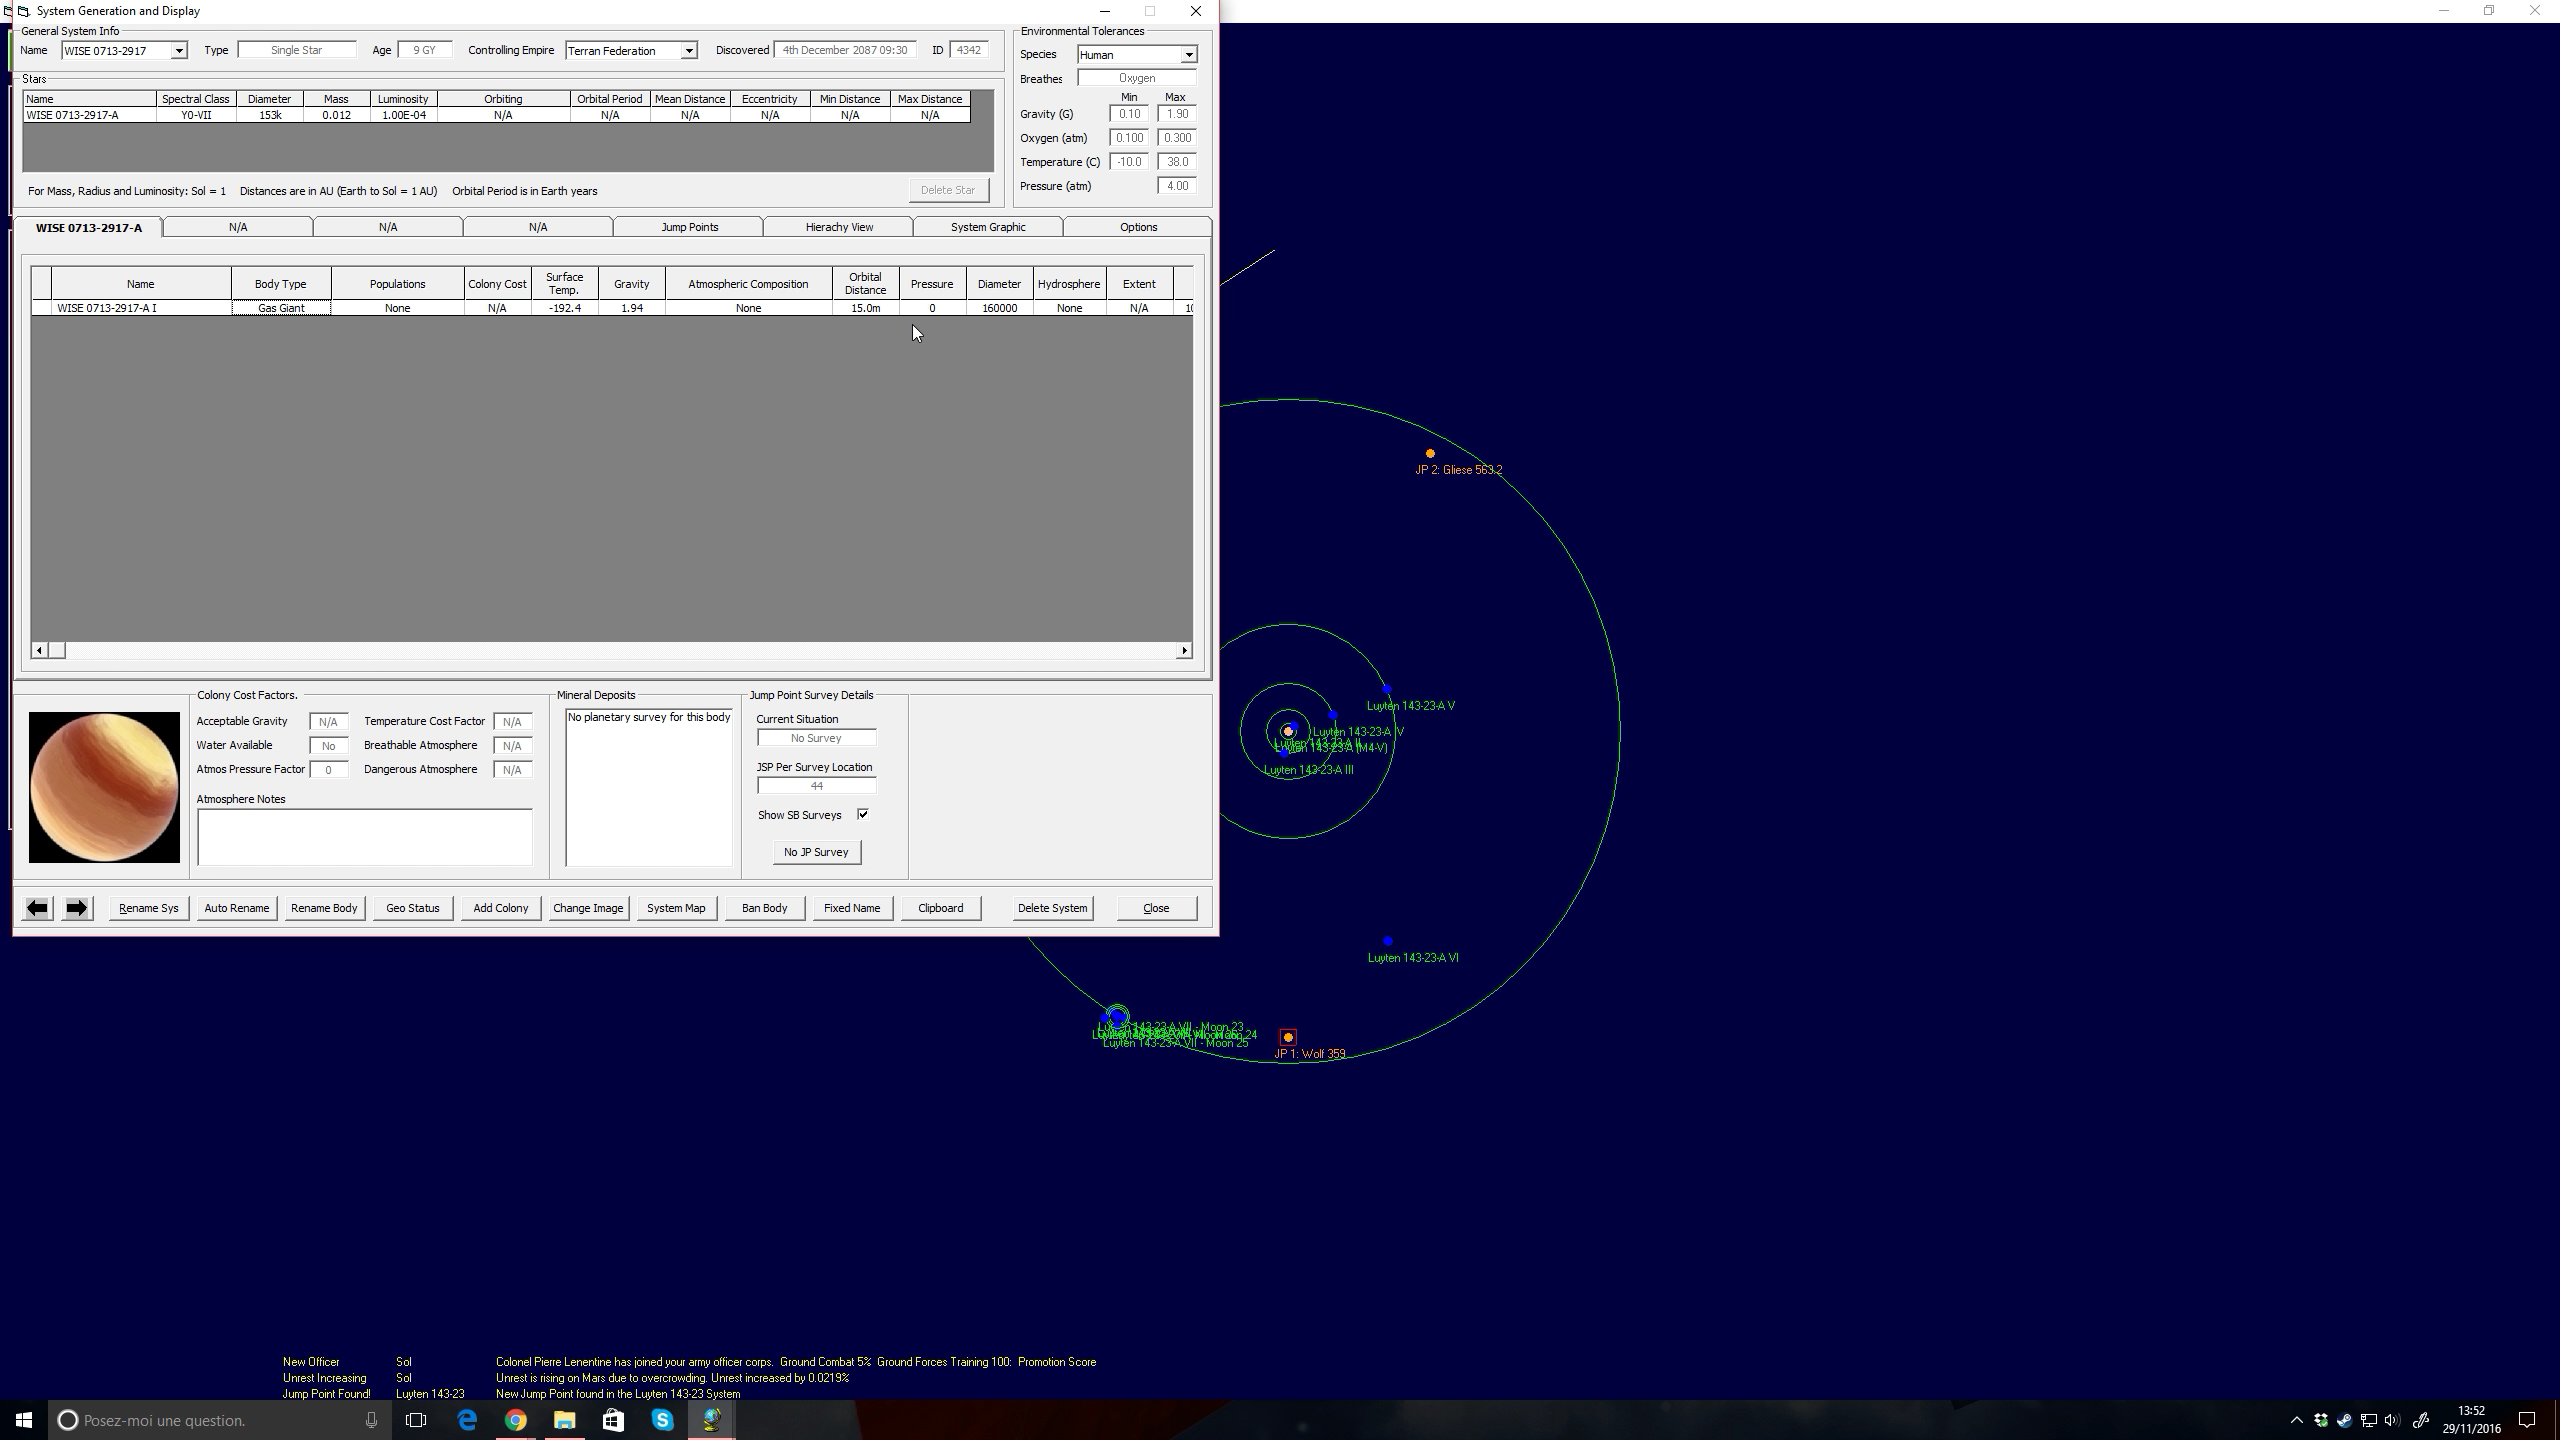 System Generation and Display
General System Info
Name WISE 0713-2917 Type Single Star Age 9 GY Controlling Empire Terran Federation Discovered 4th December 2087 09:30 ID 4342
Stars
Name Spectral Class Diameter Mass Luminosity Orbiting Orbital Period Mean Distance Eccentricity Min Distance Max Distance
WISE 0713-2917-A Y0-VII 153k 0.012 1.00E-04 N/A N/A N/A N/A N/A N/A
For Mass, Radius and Luminosity: Sol = 1 Distances are in AU (Earth to Sol = 1 AU) Orbital Period is in Earth years
Delete Star
Environmental Tolerances
Species Human
Breathes Oxygen
Min Max
Gravity (G) 0.10 1.90
Oxygen (atm) 0.100 0.300
Temperature (C) -10.0 38.0
Pressure (atm) 4.00
WISE 0713-2917-A N/A N/A N/A Jump Points Hierachy View System Graphic Options
Name Body Type Populations Colony Cost Surface Temp. Gravity Atmospheric Composition Orbital Distance Pressure Diameter Hydrosphere Extent
WISE 0713-2917-A I Gas Giant None N/A -192.4 1.94 None 15.0m 0 160000 None N/A
Colony Cost Factors.
Acceptable Gravity N/A Temperature Cost Factor N/A
Water Available No Breathable Atmosphere N/A
Atmos Pressure Factor 0 Dangerous Atmosphere N/A
Atmosphere Notes
Mineral Deposits
No planetary survey for this body
Jump Point Survey Details
Current Situation
No Survey
JSP Per Survey Location
44
Show SB Surveys
No JP Survey
Rename Sys Auto Rename Rename Body Geo Status Add Colony Change Image System Map Ban Body Fixed Name Clipboard Delete System Close
JP 2: Gliese 563.2
Luyten 143-23-A V
Luyten 143-23-A (M4-V)
Luyten 143-23-A III
Luyten 143-23-A VI
Luyten 143-23-A VII - Moon 23
Luyten 143-23-A VII - Moon 25
JP 1: Wolf 359
New Officer Sol Colonel Pierre Lenentine has joined your army officer corps. Ground Combat 5% Ground Forces Training 100: Promotion Score
Unrest Increasing Sol Unrest is rising on Mars due to overcrowding. Unrest increased by 0.0219%
Jump Point Found! Luyten 143-23 New Jump Point found in the Luyten 143-23 System
Posez-moi une question.
13:52
29/11/2016